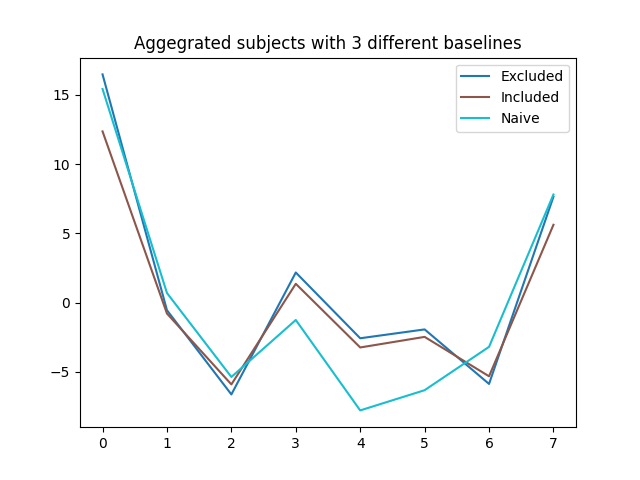 Aggegrated subjects with 3 different baselines
Excluded
Included
Naive
15
10
5
0
−5
0 1 2 3 4 5 6 7